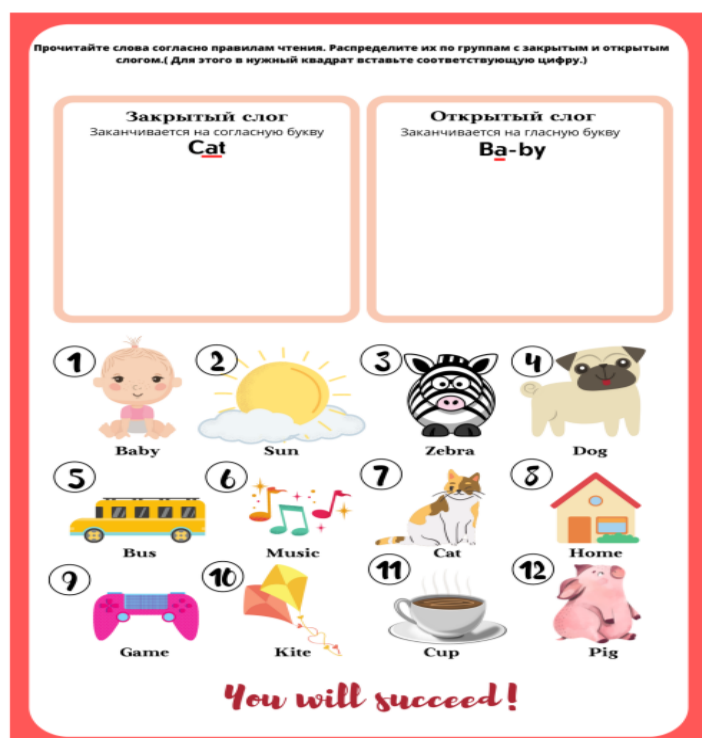 Прочитайте слова согласно правилам чтения. Распределите их по группам с закрытым и открытым
слогом.( Для этого в нужный квадрат вставьте соответствующую цифру.)
Закрытый слог
Заканчивается на согласную букву
Cat
Открытый слог
Заканчивается на гласную букву
Ba-by
1 2 3 4
Baby Sun Zebra Dog
5 6 7 8
Bus Music Cat Home
9 10 11 12
Game Kite Cup Pig
You will succeed!